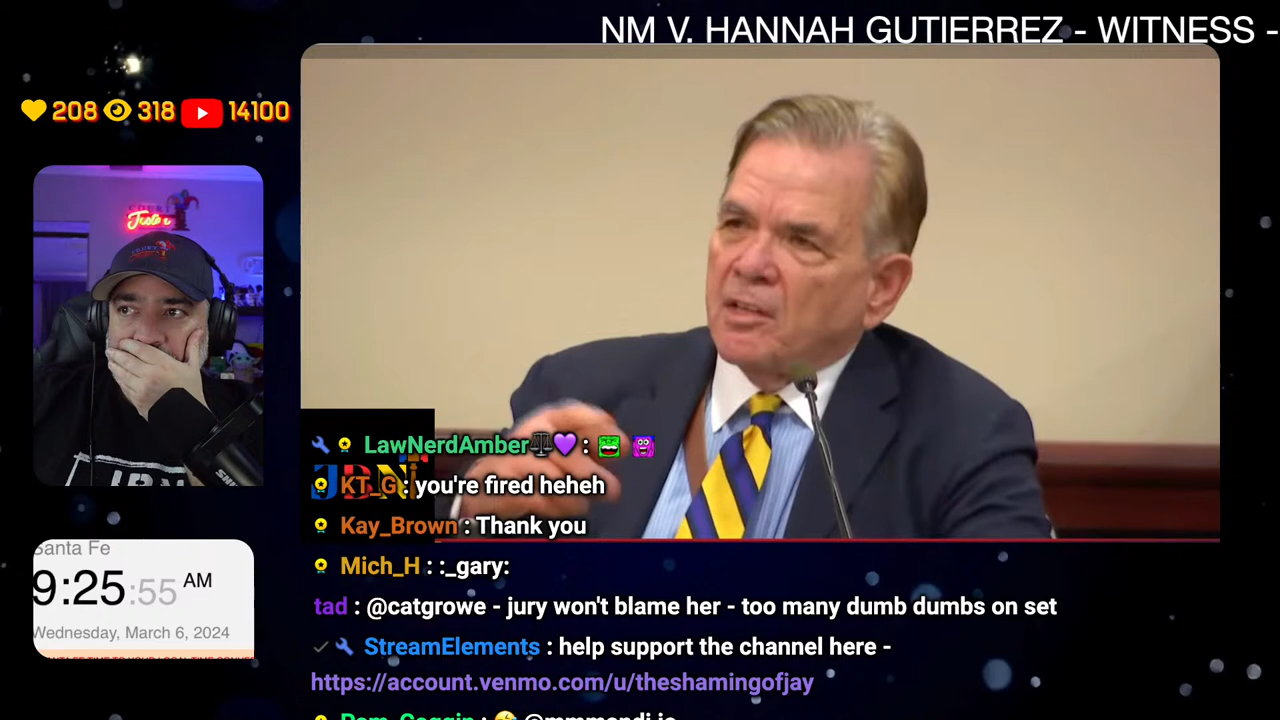 NM V. HANNAH GUTIERREZ - WITNESS -
208 318 14100
LawNerdAmber :
KT_G : you're fired heheh
Kay_Brown : Thank you
Mich_H : :_gary:
tad : @catgrowe - jury won't blame her - too many dumb dumbs on set
StreamElements : help support the channel here -
https://account.venmo.com/u/theshamingofjay
Santa Fe
9:25:55 AM
Wednesday, March 6, 2024